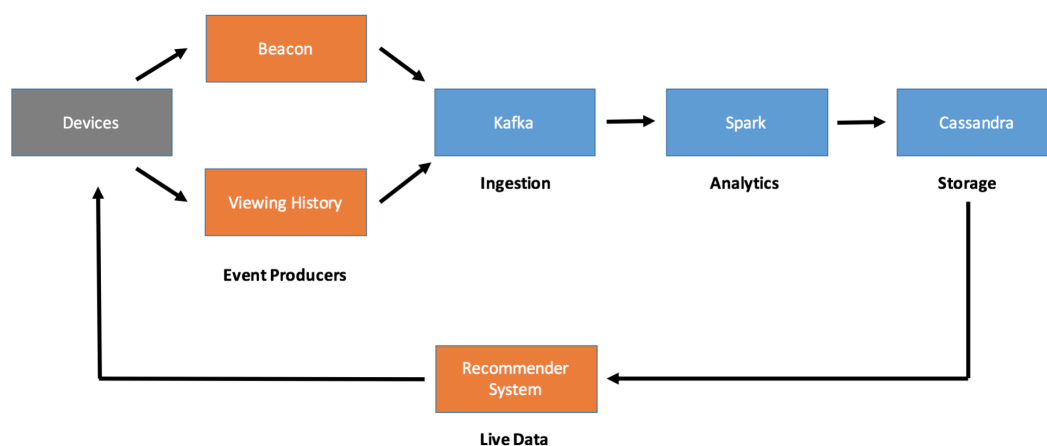 Beacon
Devices
Kafka
Spark
Cassandra
Ingestion
Analytics
Storage
Viewing History
Event Producers
Recommender
System
Live Data